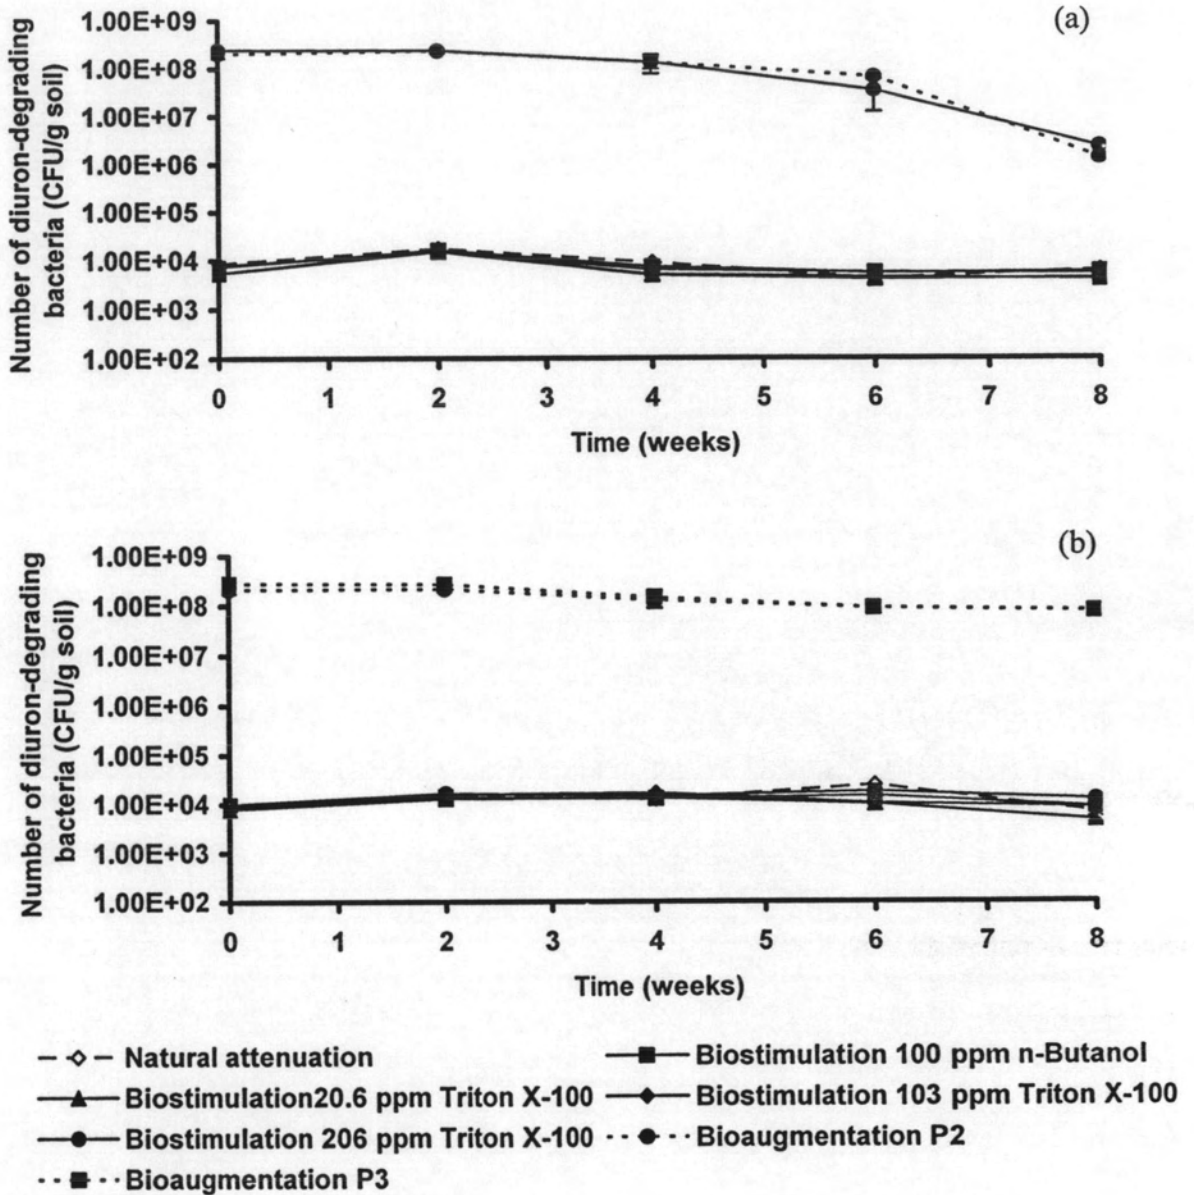 (a)
Number of diuron-degrading
bacteria (CFU/g soil)
1.00E+09
1.00E+08
1.00E+07
1.00E+06
1.00E+05
1.00E+04
1.00E+03
1.00E+02
0 1 2 3 4 5 6 7 8
Time (weeks)
(b)
Number of diuron-degrading
bacteria (CFU/g soil)
1.00E+09
1.00E+08
1.00E+07
1.00E+06
1.00E+05
1.00E+04
1.00E+03
1.00E+02
0 1 2 3 4 5 6 7 8
Time (weeks)
Natural attenuation
Biostimulation 100 ppm n-Butanol
Biostimulation20.6 ppm Triton X-100
Biostimulation 103 ppm Triton X-100
Biostimulation 206 ppm Triton X-100
Bioaugmentation P2
Bioaugmentation P3